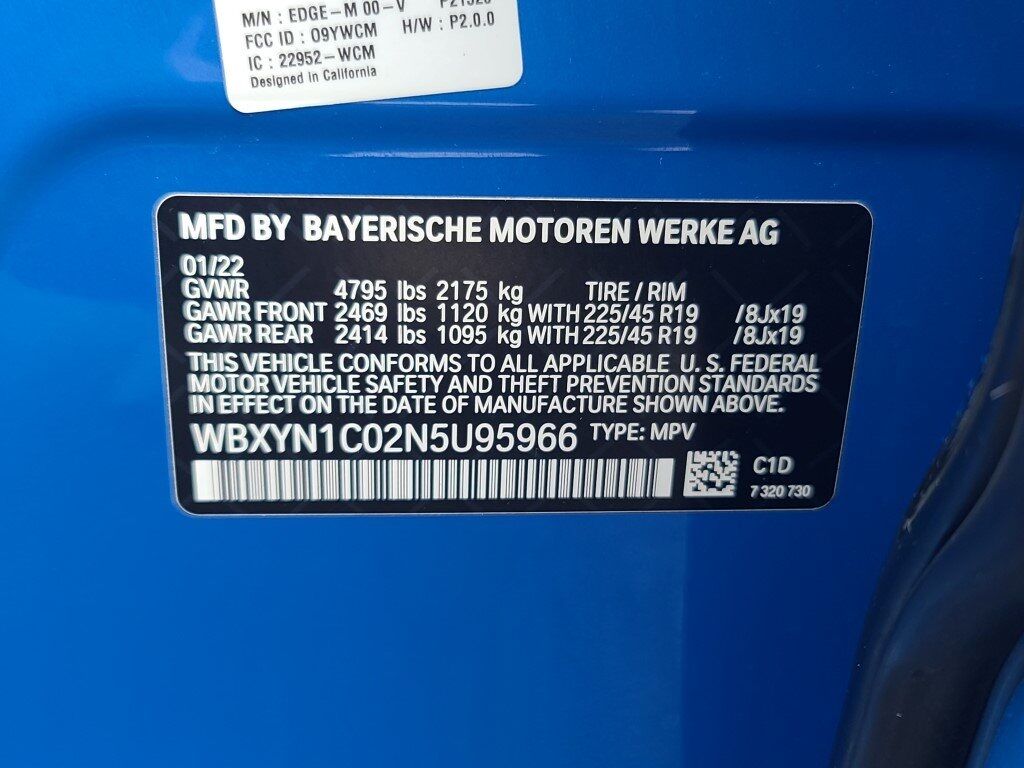 M/N : EDGE-M 00-V
FCC ID : 09YWCM H/W : P2.0.0
IC : 22952-WCM
Designed in California
MFD BY BAYERISCHE MOTOREN WERKE AG
01/22
GVWR 4795 lbs 2175 kg TIRE / RIM
GAWR FRONT 2469 lbs 1120 kg WITH 225/45 R19 /8Jx19
GAWR REAR 2414 lbs 1095 kg WITH 225/45 R19 /8Jx19
THIS VEHICLE CONFORMS TO ALL APPLICABLE U. S. FEDERAL
MOTOR VEHICLE SAFETY AND THEFT PREVENTION STANDARDS
IN EFFECT ON THE DATE OF MANUFACTURE SHOWN ABOVE.
WBXYN1C02N5U95966 TYPE: MPV
C1D
7 320 730